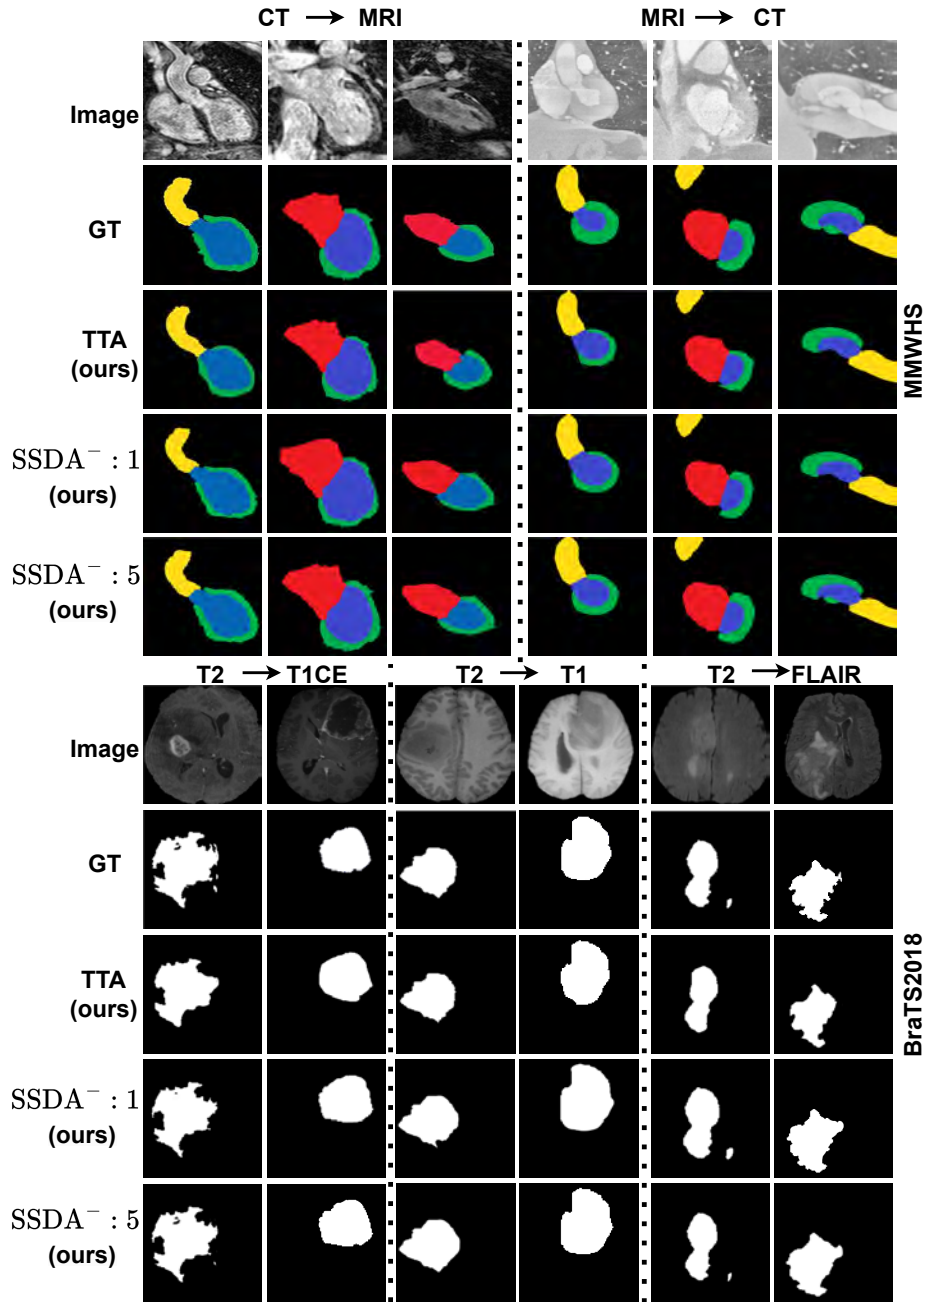 CT → MRI
MRI → CT
Image
GT
TTA
(ours)
SSDA⁻ : 1
(ours)
SSDA⁻ : 5
(ours)
MMWHS
T2 → T1CE
T2 → T1
T2 → FLAIR
Image
GT
TTA
(ours)
SSDA⁻ : 1
(ours)
SSDA⁻ : 5
(ours)
BraTS2018